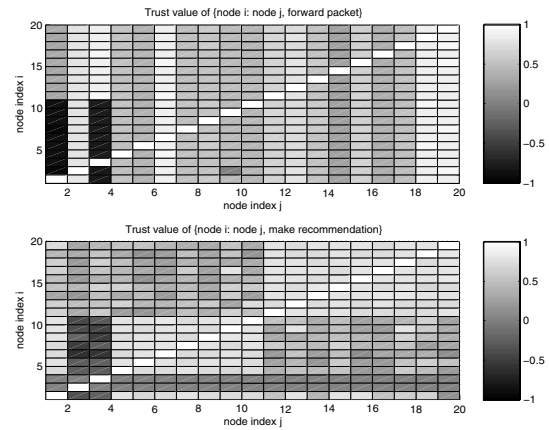 Trust value of {node i: node j, forward packet}
20
15
10
5
node index i
2 4 6 8 10 12 14 16 18 20
node index j
1
0.5
0
−0.5
−1
Trust value of {node i: node j, make recommendation}
20
15
10
5
node index i
2 4 6 8 10 12 14 16 18 20
node index j
1
0.5
0
−0.5
−1